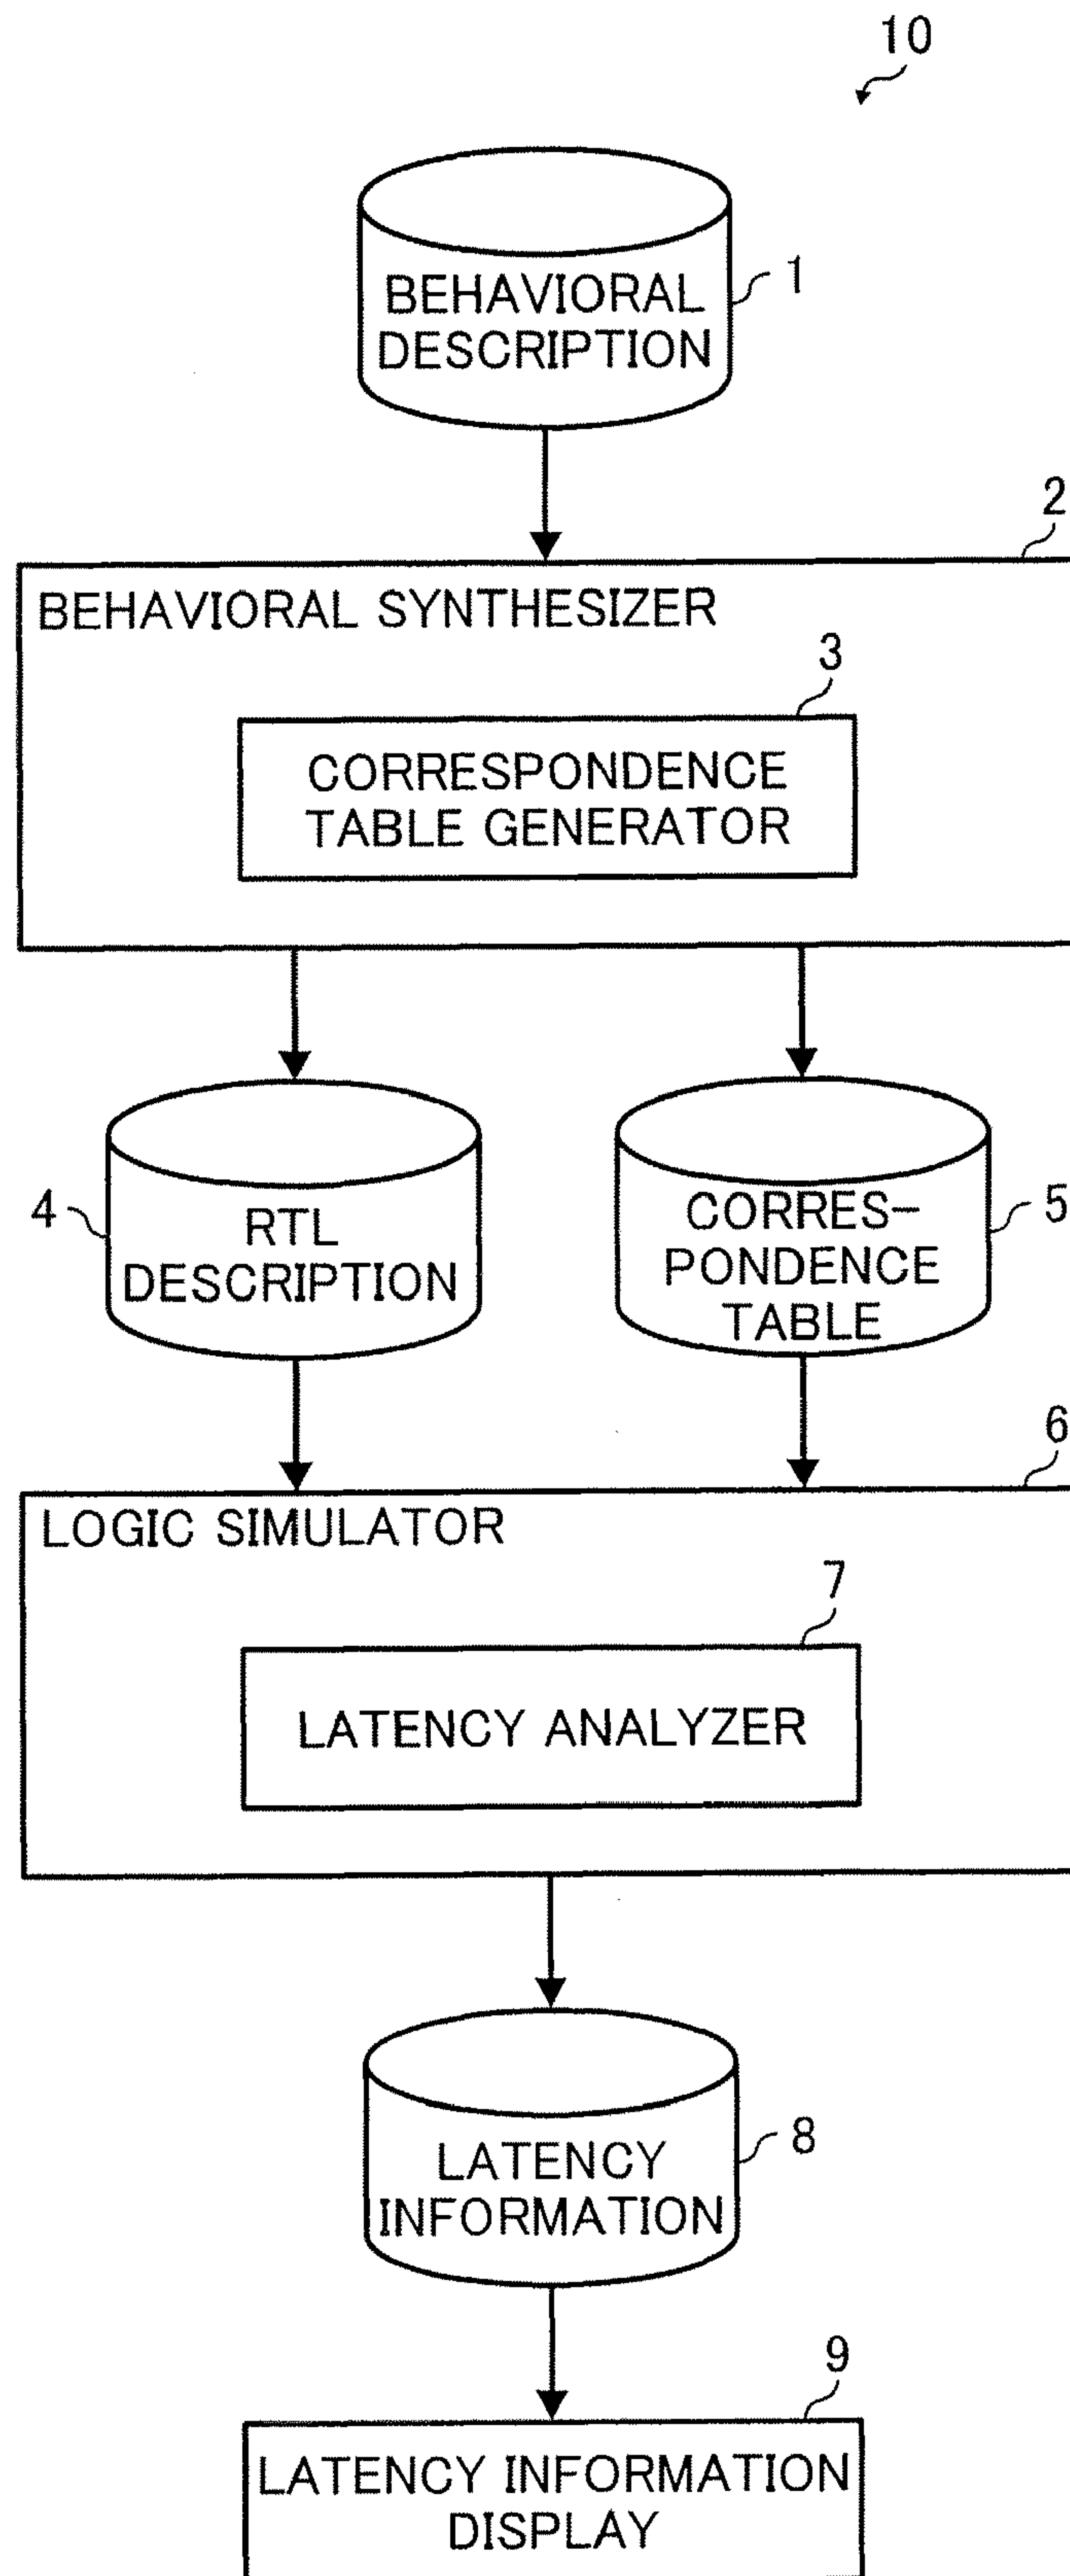 10
BEHAVIORAL
DESCRIPTION
1
2
BEHAVIORAL SYNTHESIZER
3
CORRESPONDENCE
TABLE GENERATOR
4
RTL
DESCRIPTION
CORRES-
PONDENCE
TABLE
5
6
LOGIC SIMULATOR
7
LATENCY ANALYZER
LATENCY
INFORMATION
8
9
LATENCY INFORMATION
DISPLAY